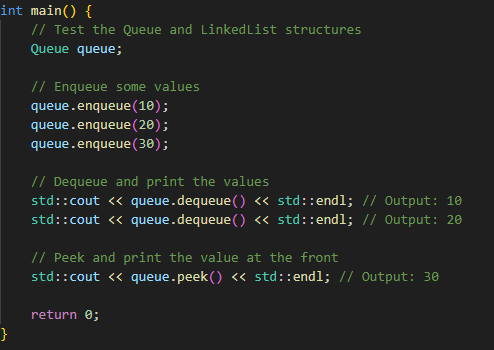 int main() {
    // Test the Queue and LinkedList structures
    Queue queue;

    // Enqueue some values
    queue.enqueue(10);
    queue.enqueue(20);
    queue.enqueue(30);

    // Dequeue and print the values
    std::cout << queue.dequeue() << std::endl; // Output: 10
    std::cout << queue.dequeue() << std::endl; // Output: 20

    // Peek and print the value at the front
    std::cout << queue.peek() << std::endl; // Output: 30

    return 0;
}